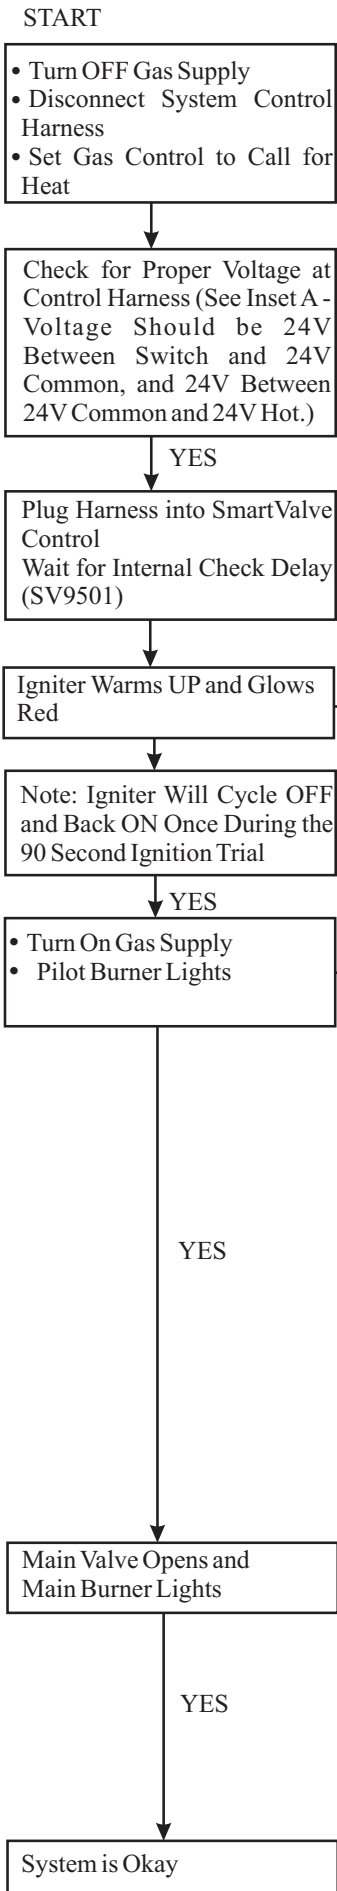 START
• Turn OFF Gas Supply
• Disconnect System Control
Harness
• Set Gas Control to Call for
Heat
Check for Proper Voltage at
Control Harness (See Inset A -
Voltage Should be 24V
Between Switch and 24V
Common, and 24V Between
24V Common and 24V Hot.)
YES
Plug Harness into SmartValve
Control
Wait for Internal Check Delay
(SV9501)
Igniter Warms UP and Glows
Red
Note: Igniter Will Cycle OFF
and Back ON Once During the
90 Second Ignition Trial
YES
• Turn On Gas Supply
• Pilot Burner Lights
YES
Main Valve Opens and
Main Burner Lights
YES
System is Okay